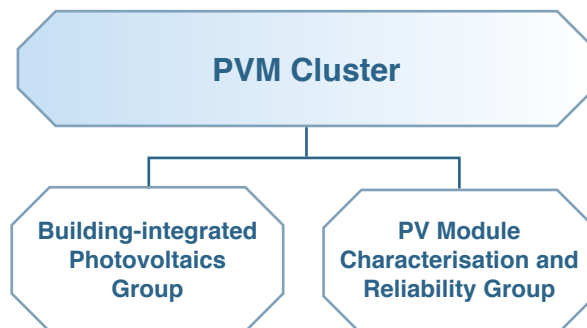 PVM Cluster
Building-integrated
Photovoltaics
Group
PV Module
Characterisation and
Reliability Group